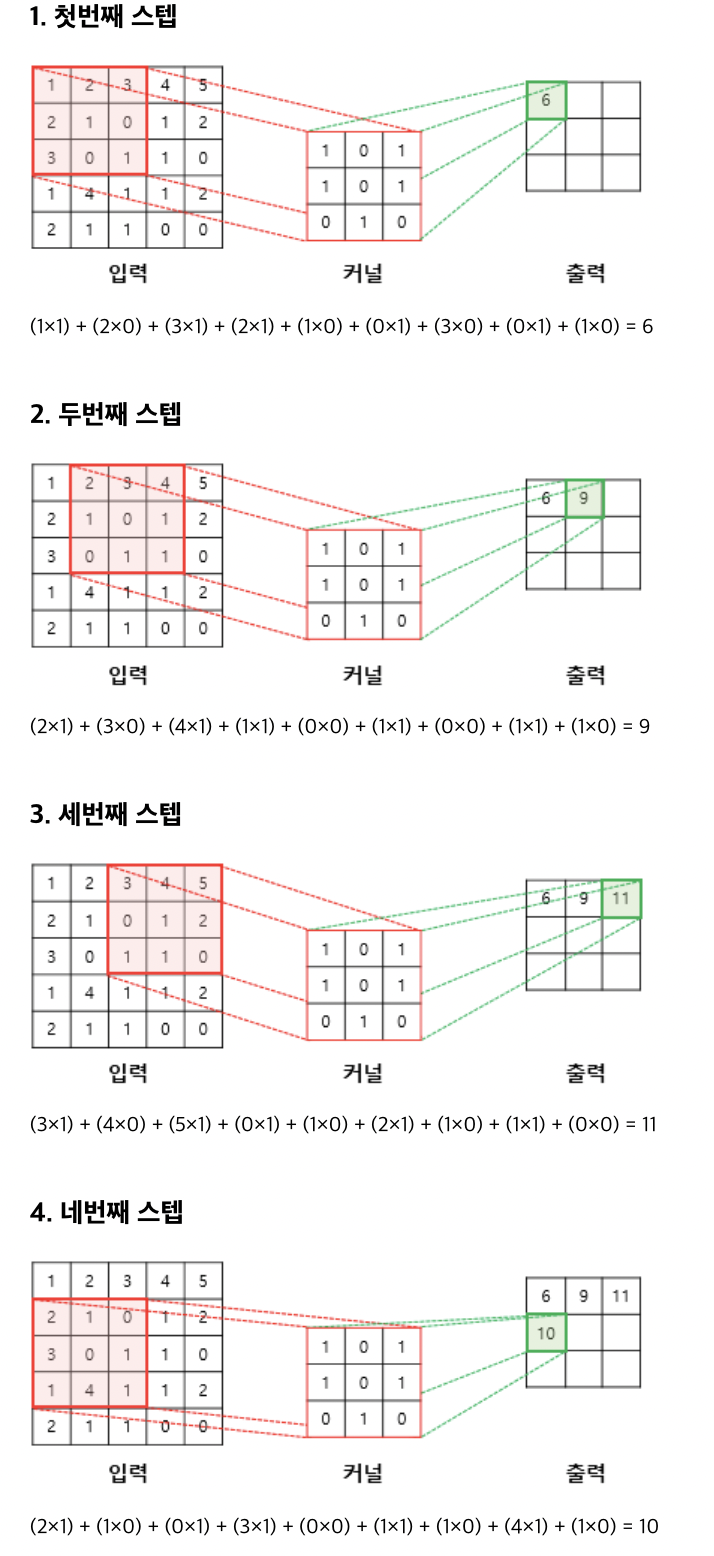 1. 첫번째 스텝
1 2 3 4 5
2 1 0 1 2
3 0 1 1 0
1 4 1 1 2
2 1 1 0 0
1 0 1
1 0 1
0 1 0
6
입력 커널 출력
(1×1) + (2×0) + (3×1) + (2×1) + (1×0) + (0×1) + (3×0) + (0×1) + (1×0) = 6
2. 두번째 스텝
1 2 3 4 5
2 1 0 1 2
3 0 1 1 0
1 4 1 1 2
2 1 1 0 0
1 0 1
1 0 1
0 1 0
6 9
입력 커널 출력
(2×1) + (3×0) + (4×1) + (1×1) + (0×0) + (1×1) + (0×0) + (1×1) + (1×0) = 9
3. 세번째 스텝
1 2 3 4 5
2 1 0 1 2
3 0 1 1 0
1 4 1 1 2
2 1 1 0 0
1 0 1
1 0 1
0 1 0
6 9 11
입력 커널 출력
(3×1) + (4×0) + (5×1) + (0×1) + (1×0) + (2×1) + (1×0) + (1×1) + (0×0) = 11
4. 네번째 스텝
1 2 3 4 5
2 1 0 1 2
3 0 1 1 0
1 4 1 1 2
2 1 1 0 0
1 0 1
1 0 1
0 1 0
6 9 11
10
입력 커널 출력
(2×1) + (1×0) + (0×1) + (3×1) + (0×0) + (1×1) + (1×0) + (4×1) + (1×0) = 10